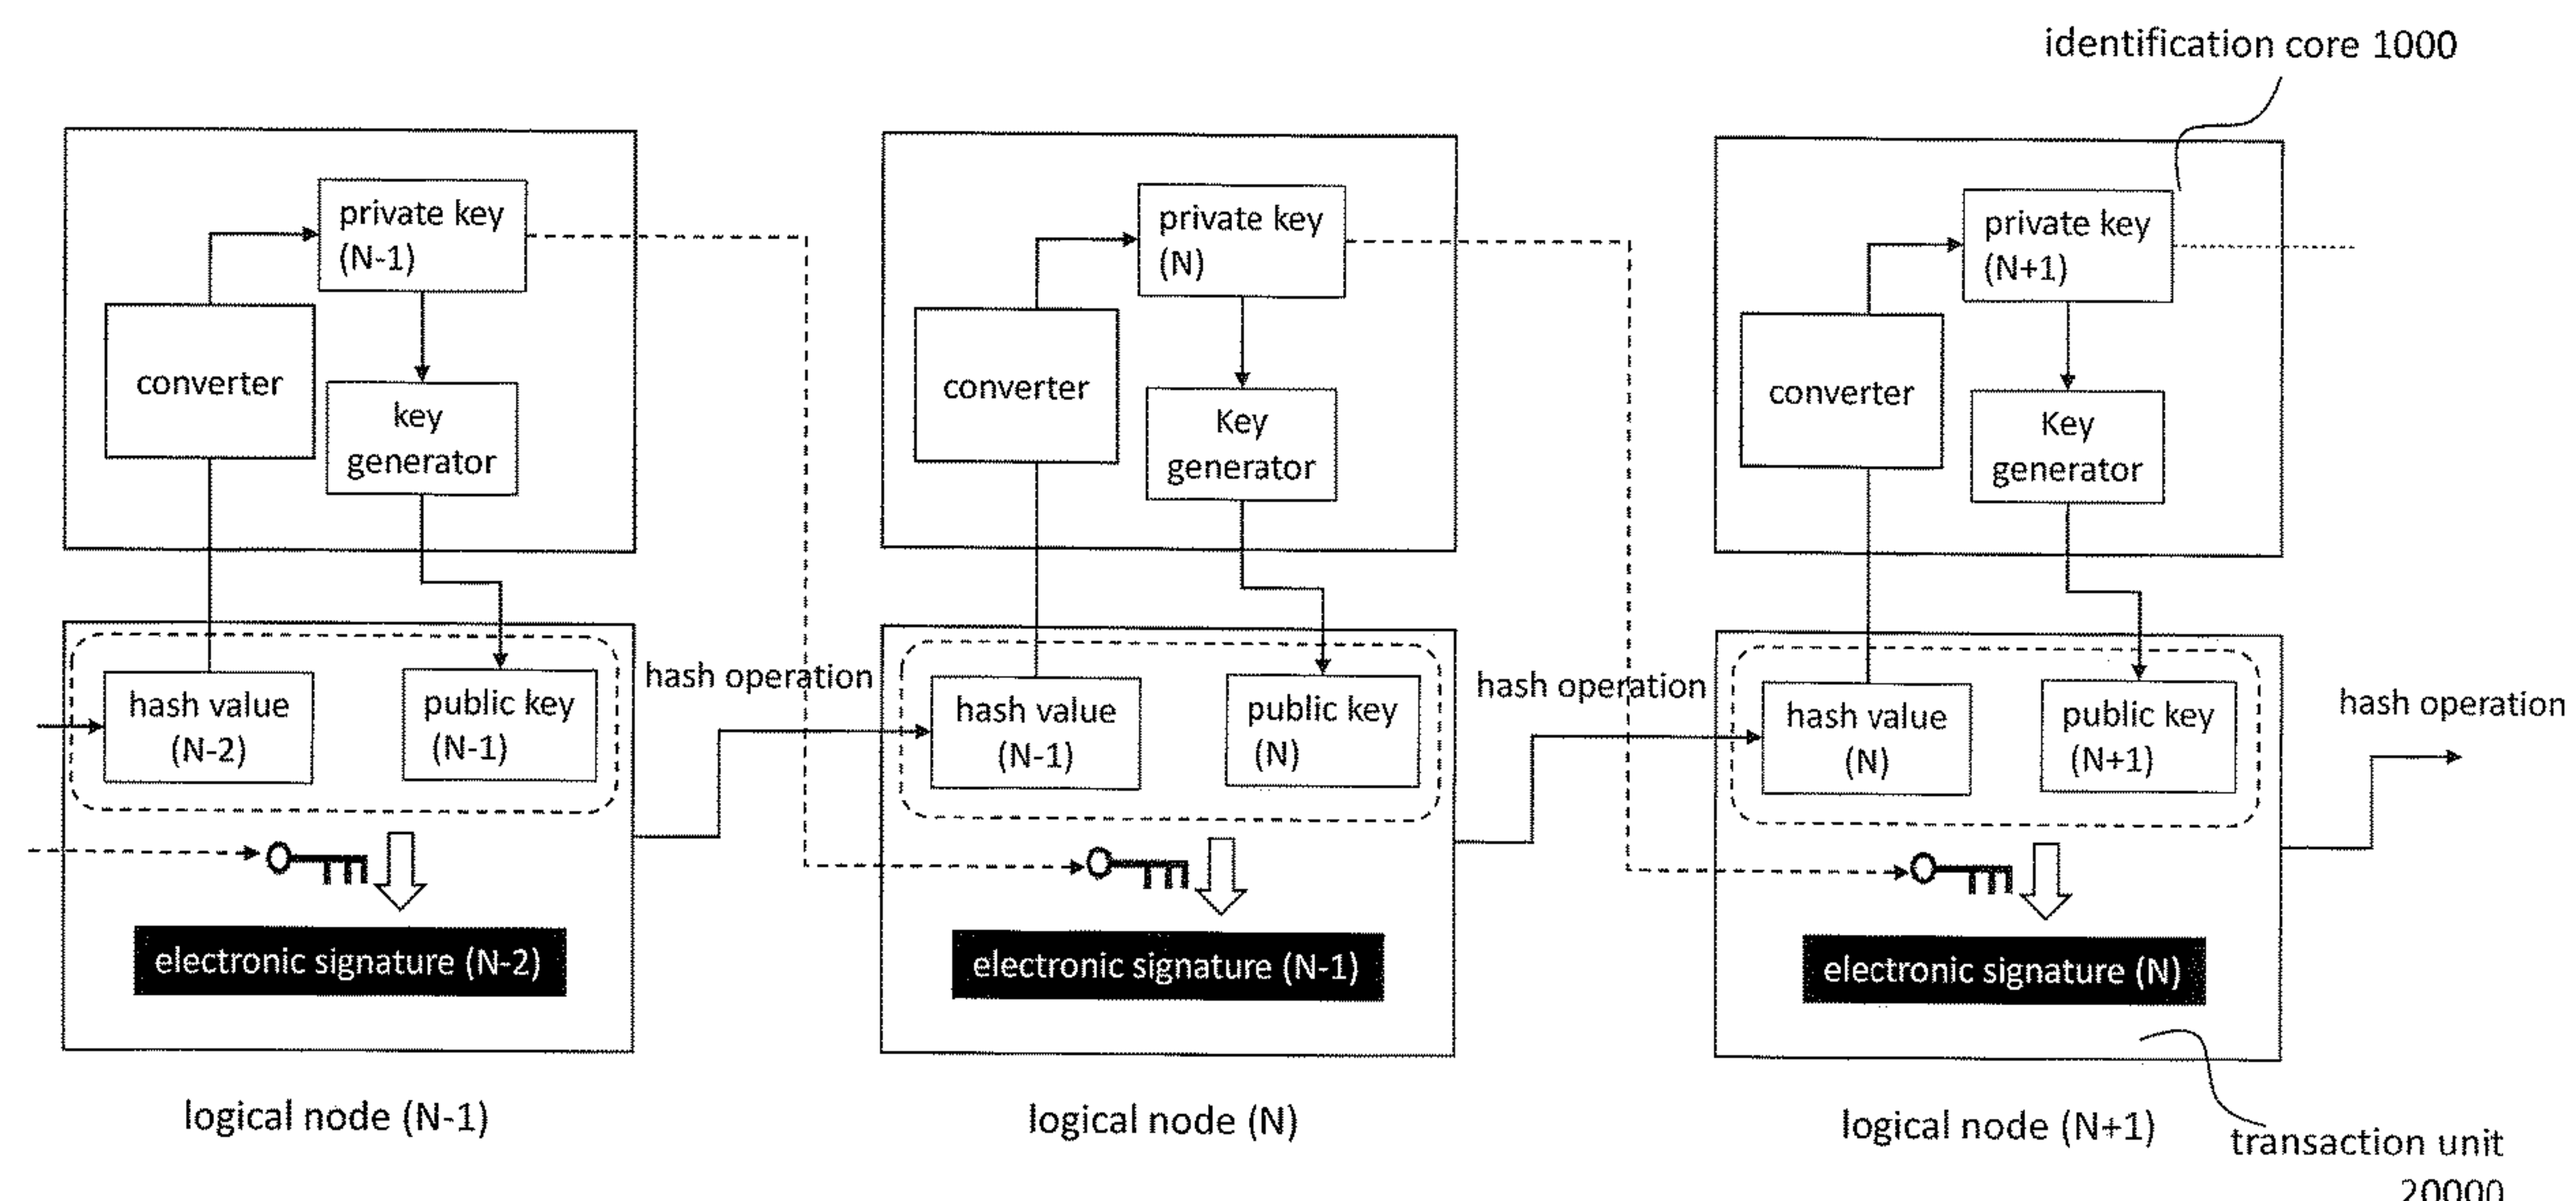 identification core 1000
private key
(N-1)
converter
key
generator
private key
(N)
converter
Key
generator
private key
(N+1)
converter
Key
generator
hash value
(N-2)
public key
(N-1)
hash operation
electronic signature (N-2)
hash value
(N-1)
public key
(N)
hash operation
electronic signature (N-1)
hash value
(N)
public key
(N+1)
hash operation
electronic signature (N)
logical node (N-1)
logical node (N)
logical node (N+1)
transaction unit
20000